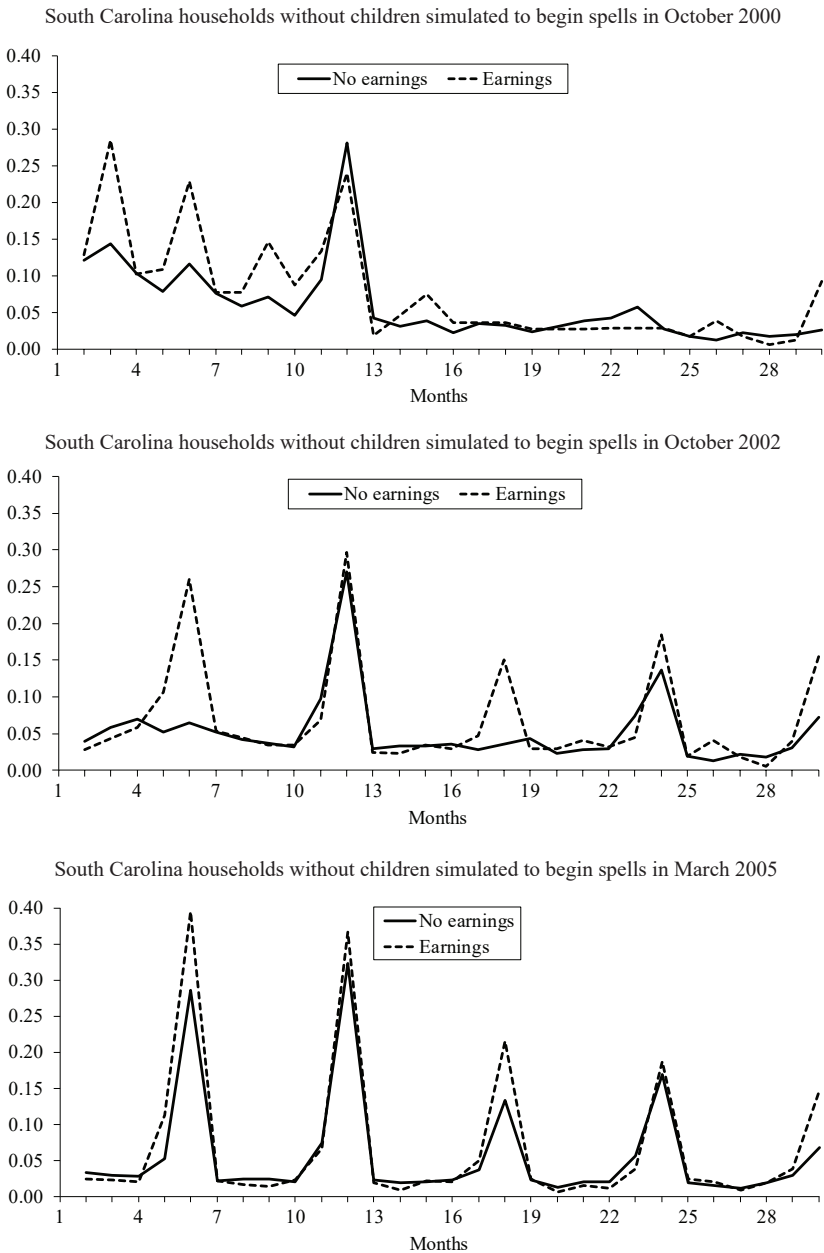 South Carolina households without children simulated to begin spells in October 2000
0.40
No earnings Earnings
0.35
0.30
0.25
0.20
0.15
0.10
0.05
0.00
1 4 7 10 13 16 19 22 25 28
Months
South Carolina households without children simulated to begin spells in October 2002
0.40
No earnings Earnings
0.35
0.30
0.25
0.20
0.15
0.10
0.05
0.00
1 4 7 10 13 16 19 22 25 28
Months
South Carolina households without children simulated to begin spells in March 2005
0.40
No earnings
0.35
Earnings
0.30
0.25
0.20
0.15
0.10
0.05
0.00
1 4 7 10 13 16 19 22 25 28
Months